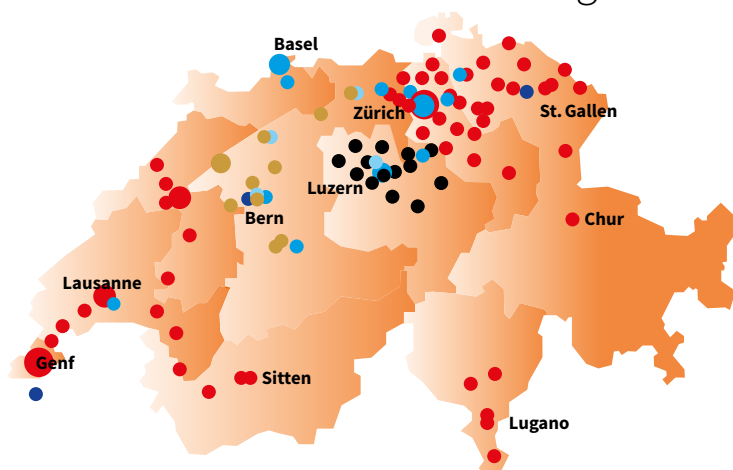 Basel
Zürich
St. Gallen
Luzern
Bern
Chur
Lausanne
Genf
Sitten
Lugano